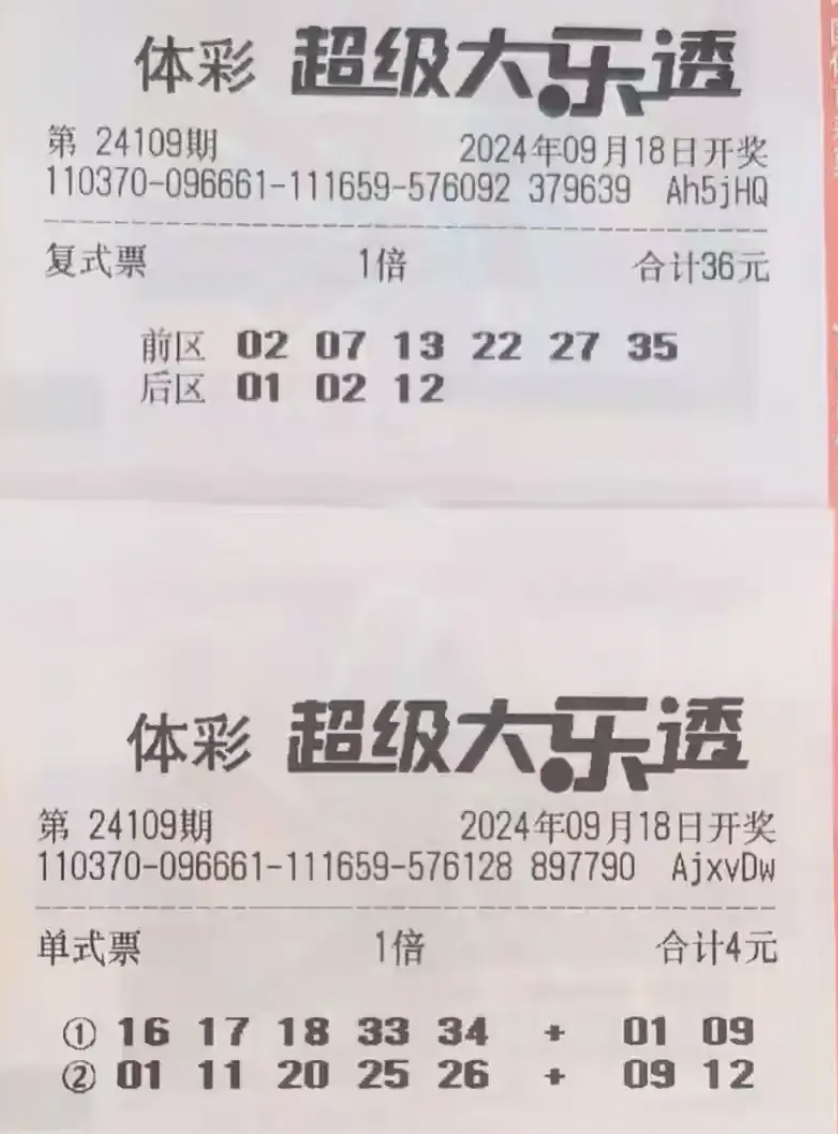 体彩 超级大乐透
第 24109期 2024年09月18日开奖
110370-096661-111659-576092 379639 Ah5jHQ
复式票 1倍 合计36元
前区 02 07 13 22 27 35
后区 01 02 12
体彩 超级大乐透
第 24109期 2024年09月18日开奖
110370-096661-111659-576128 897790 AjxvDw
单式票 1倍 合计4元
① 16 17 18 33 34 + 01 09
② 01 11 20 25 26 + 09 12